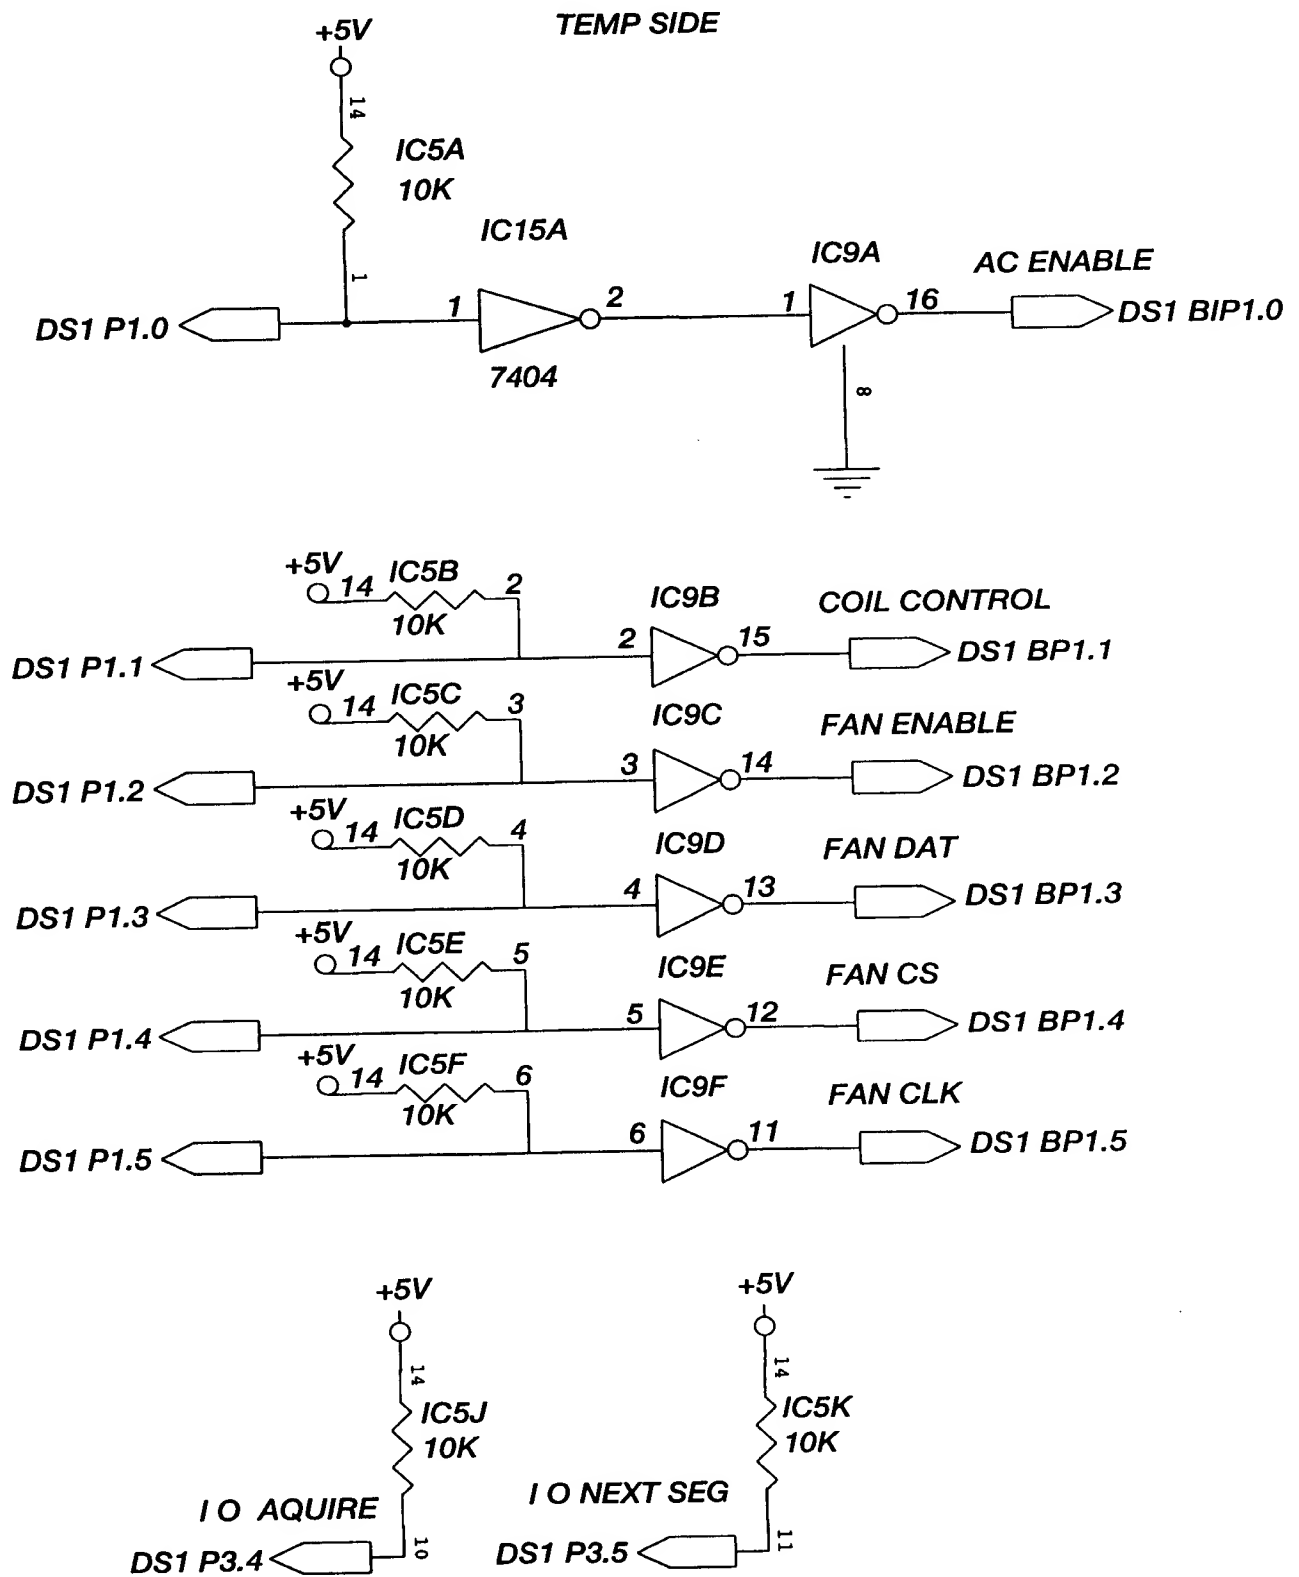 TEMP SIDE
+5V
14
IC5A
10K
1
IC15A
IC9A
AC ENABLE
DS1 P1.0
1
2
1
16
DS1 BIP1.0
7404
8
+5V
14
IC5B
10K
2
IC9B
COIL CONTROL
DS1 P1.1
2
15
DS1 BP1.1
+5V
14
IC5C
10K
3
IC9C
FAN ENABLE
DS1 P1.2
3
14
DS1 BP1.2
+5V
14
IC5D
10K
4
IC9D
FAN DAT
DS1 P1.3
4
13
DS1 BP1.3
+5V
14
IC5E
10K
5
IC9E
FAN CS
DS1 P1.4
5
12
DS1 BP1.4
+5V
14
IC5F
10K
6
IC9F
FAN CLK
DS1 P1.5
6
11
DS1 BP1.5
+5V
14
IC5J
10K
I O AQUIRE
10
DS1 P3.4
+5V
14
IC5K
10K
I O NEXT SEG
11
DS1 P3.5